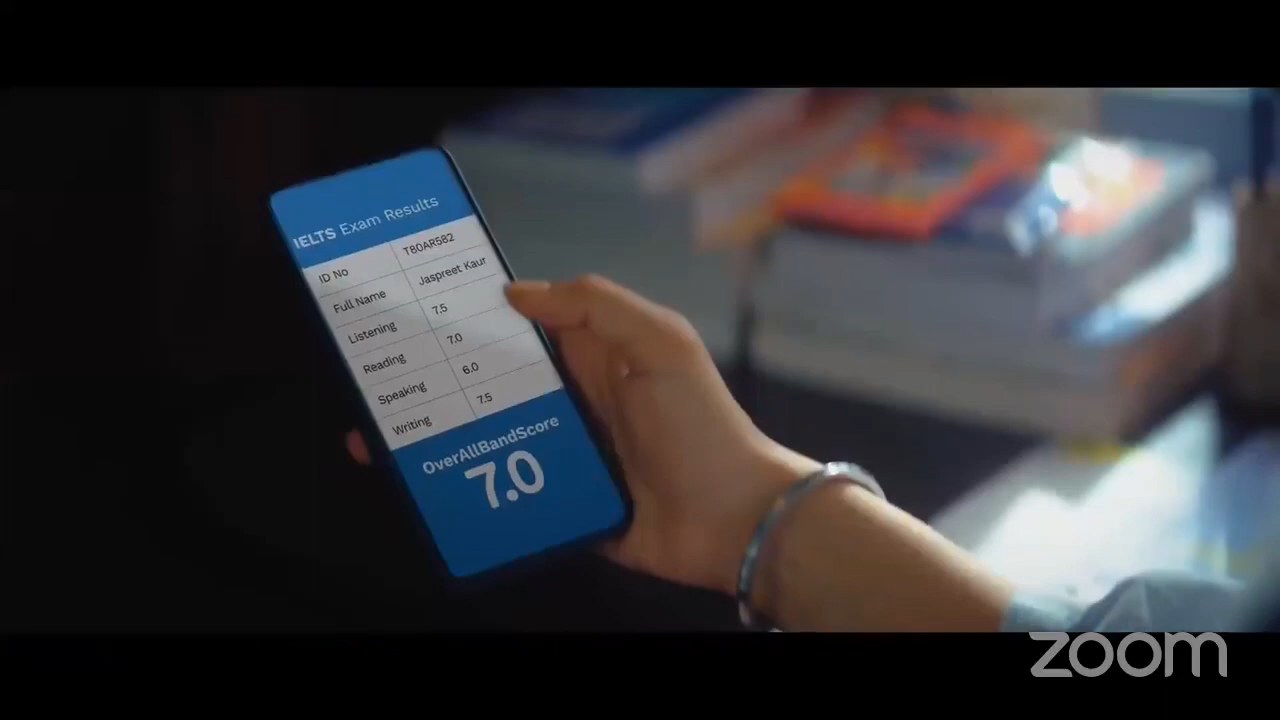 IELTS Exam Results
ID No T80AR582
Full Name Jaspreet Kaur
Listening 7.5
Reading 7.0
Speaking 6.0
Writing 7.5
OverAllBandScore
7.0
zoom